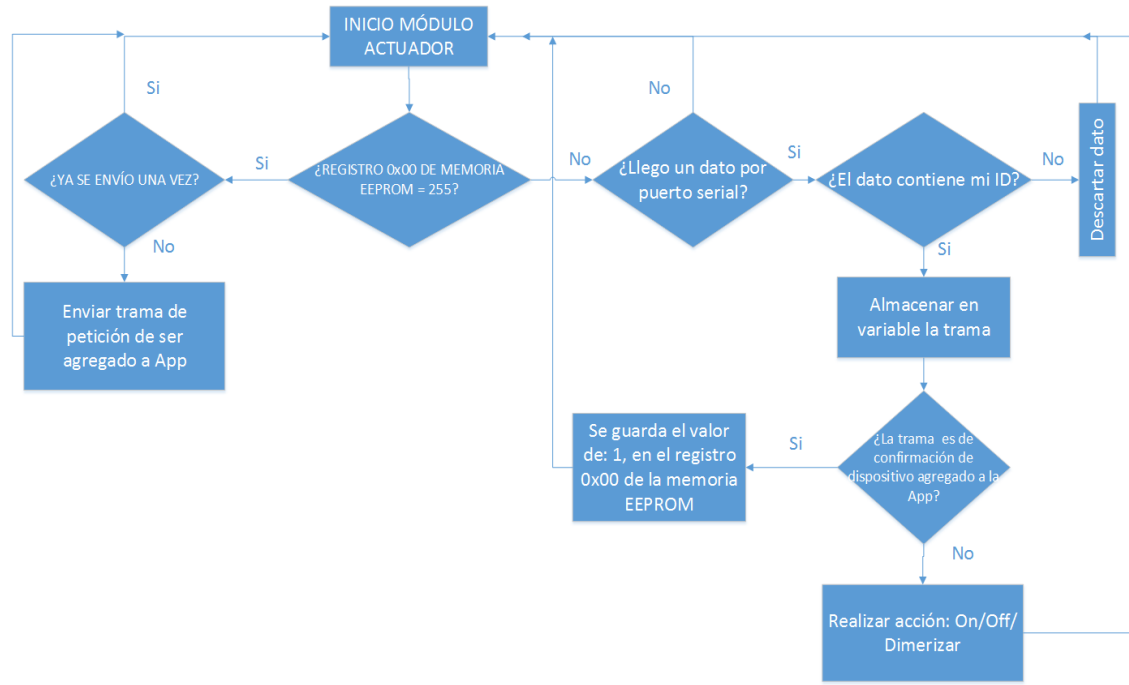 INICIO MÓDULO
ACTUADOR
Si
No
¿YA SE ENVÍO UNA VEZ?
Si
¿REGISTRO 0x00 DE MEMORIA
EEPROM = 255?
No
¿Llego un dato por
puerto serial?
Si
¿El dato contiene mi ID?
No
Descartar dato
No
Si
Enviar trama de
petición de ser
agregado a App
Almacenar en
variable la trama
Se guarda el valor
de: 1, en el registro
0x00 de la memoria
EEPROM
Si
¿La trama es de
confirmación de
dispositivo agregado a la
App?
No
Realizar acción: On/Off/
Dimerizar